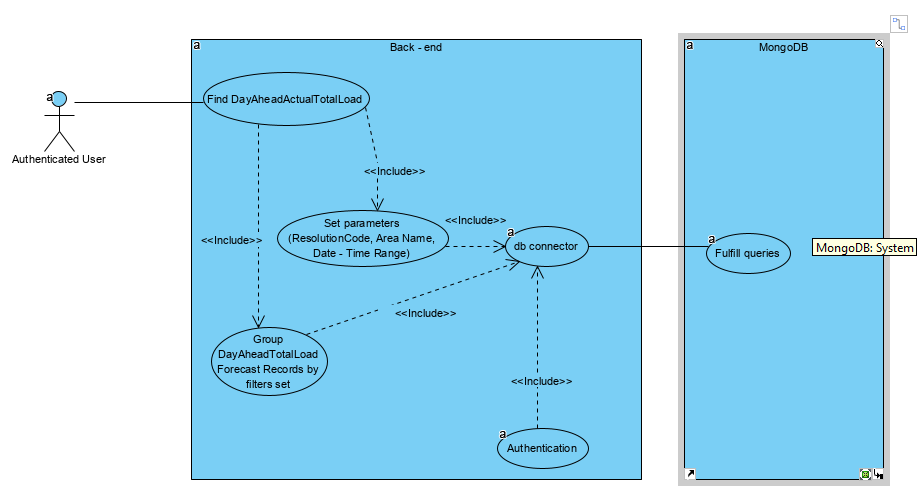 a
Back - end
a
MongoDB
a
Find DayAheadActualTotalLoad
Authenticated User
<<Include>>
Set parameters
(ResolutionCode, Area Name,
Date - Time Range)
<<Include>>
<<Include>>
a
db connector
a
Fulfill queries
MongoDB: System
<<Include>>
Group
DayAheadTotalLoad
Forecast Records by
filters set
<<Include>>
a
Authentication